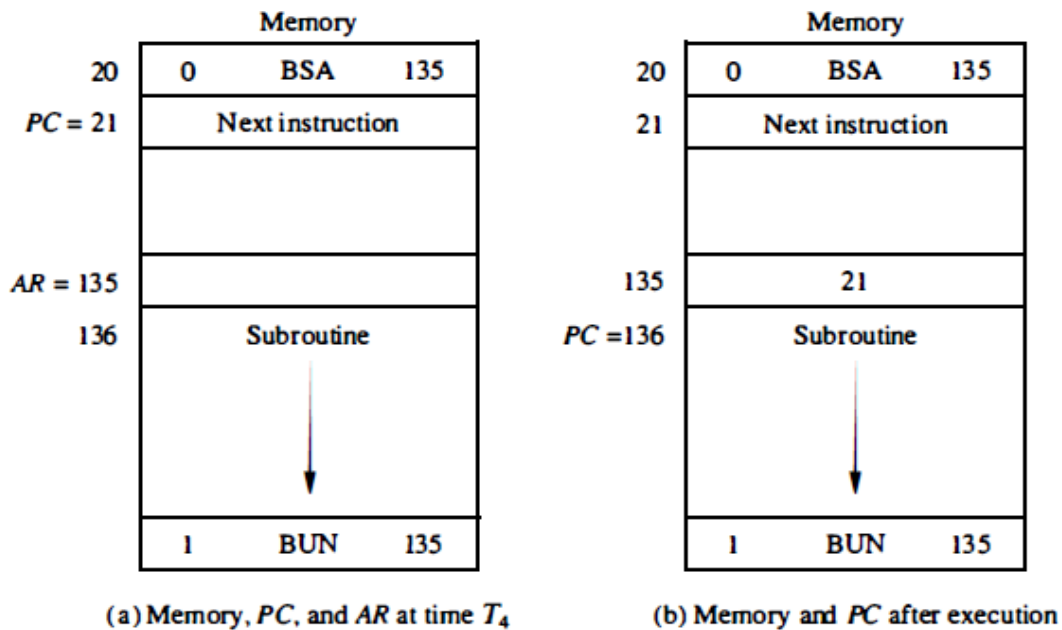 Memory
20 0 BSA 135
PC = 21 Next instruction
AR = 135
136 Subroutine
1 BUN 135
(a) Memory, PC, and AR at time T₄
Memory
20 0 BSA 135
21 Next instruction
135 21
PC =136 Subroutine
1 BUN 135
(b) Memory and PC after execution